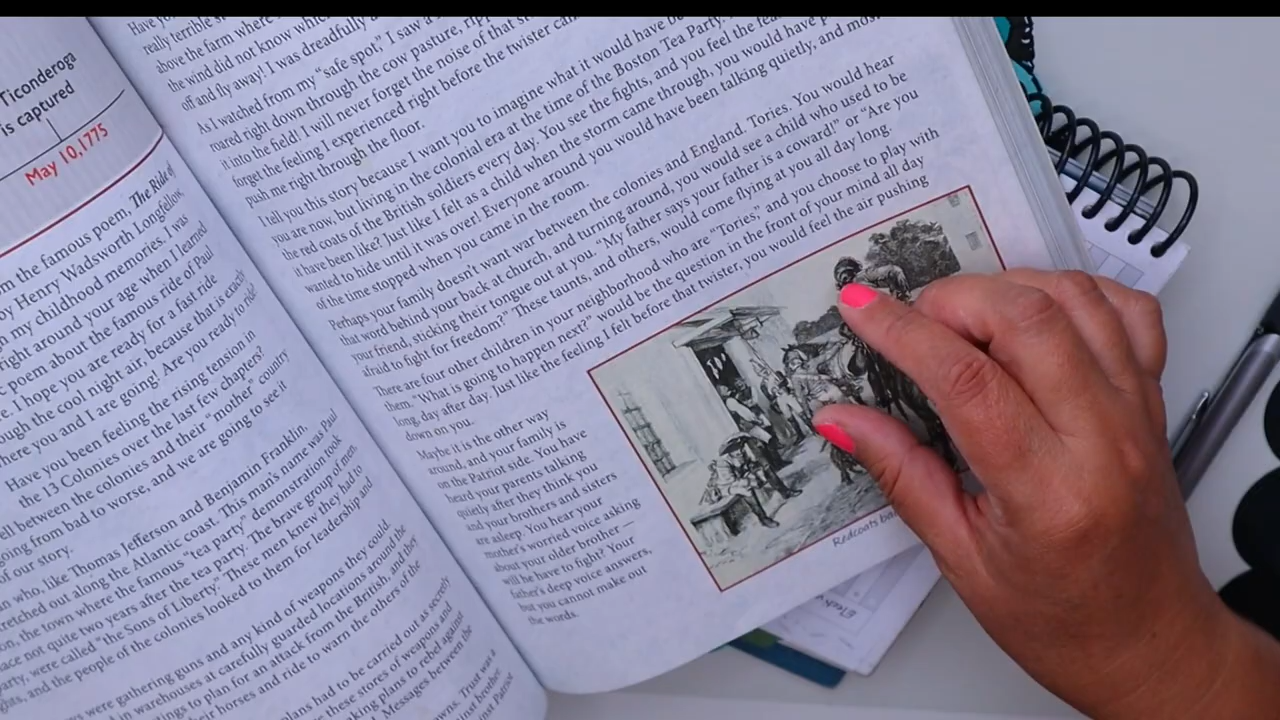 Ticonderoga
is captured
May 10, 1775
m the famous poem, The Ride of
by Henry Wadsworth Longfellow
my childhood memories. I was
right around your age when I learned
poem about the famous ride of Paul
e. I hope you are ready for a fast ride
ough the cool night air, because that is exactly
here you and I are going! Are you ready to ride?
Have you been feeling the rising tension in
the 13 Colonies over the last few chapters?
ell between the colonies and their "mother" country
going from bad to worse, and we are going to see it
of our story.
n who, like Thomas Jefferson and Benjamin Franklin,
retched out along the Atlantic coast. This man's name was Paul
on, the town where the famous "tea party" demonstration took
lace not quite two years after the tea party. The brave group of men,
rty, were called "the Sons of Liberty." These men knew they had to
ghts, and the people of the colonies looked to them for leadership and
ws were gathering guns and any kind of weapons they could,
d in warehouses at carefully guarded locations around the
tings to plan for an attack from the British, and they
heir horses and ride to warn the others of the
plans had to be carried out as secretly
these stores of weapons and
aking plans to rebel against
Messages between the
owns. Trust was a
inst brother,
Patriot
Have you
really terrible s
above the farm where
the wind did not know which
off and fly away! I was dreadfully a
As I watched from my "safe spot," I saw a
roared right down through the cow pasture, ripp
it into the field! I will never forget the noise of that st
forget the feeling I experienced right before the twister can
push me right through the floor.
I tell you this story because I want you to imagine what it would have be
you are now, but living in the colonial era at the time of the Boston Tea Party.
the red coats of the British soldiers every day. You see the fights, and you feel the fear
it have been like? Just like I felt as a child when the storm came through, you would have p
wanted to hide until it was over! Everyone around you would have been talking quietly, and mos
of the time stopped when you came in the room.
Perhaps your family doesn't want war between the colonies and England. Tories. You would hear
that word behind your back at church, and turning around, you would see a child who used to be
your friend, sticking their tongue out at you. "My father says your father is a coward!" or "Are you
afraid to fight for freedom?" These taunts, and others, would come flying at you all day long.
There are four other children in your neighborhood who are "Tories," and you choose to play with
them. "What is going to happen next?" would be the question in the front of your mind all day
long, day after day. Just like the feeling I felt before that twister, you would feel the air pushing
down on you.
Maybe it is the other way
around, and your family is
on the Patriot side. You have
heard your parents talking
quietly after they think you
and your brothers and sisters
are asleep. You hear your
mother's worried voice asking
about your older brother —
will he have to fight? Your
father's deep voice answers,
but you cannot make out
the words.
Redcoats